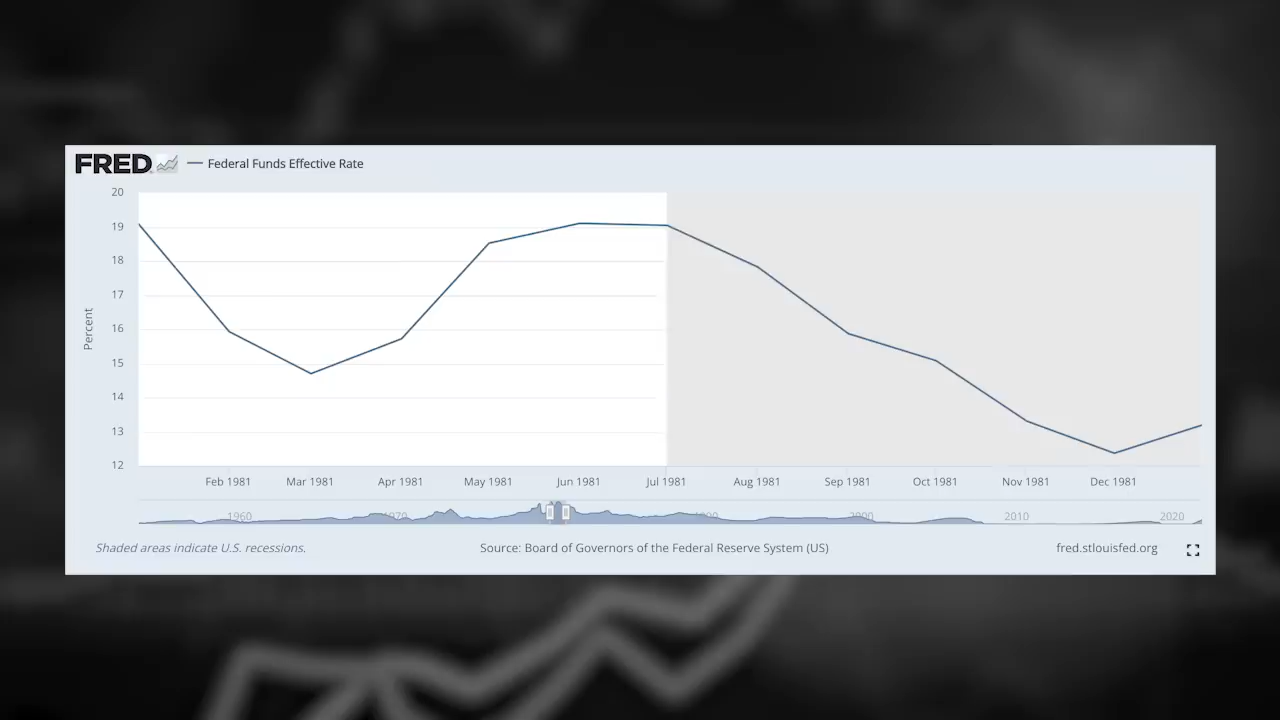 FRED Federal Funds Effective Rate
20
19
18
17
16
15
14
13
12
Percent
Feb 1981 Mar 1981 Apr 1981 May 1981 Jun 1981 Jul 1981 Aug 1981 Sep 1981 Oct 1981 Nov 1981 Dec 1981
1960 1970 1990 2000 2010 2020
Shaded areas indicate U.S. recessions. Source: Board of Governors of the Federal Reserve System (US) fred.stlouisfed.org